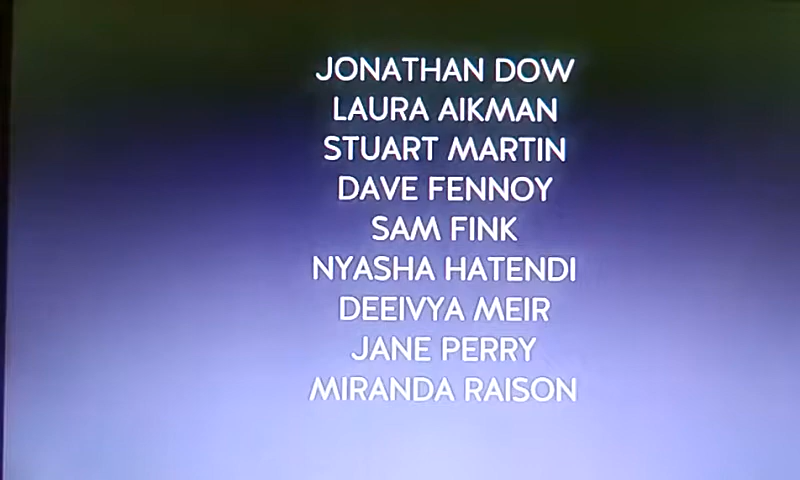 JONATHAN DOW
LAURA AIKMAN
STUART MARTIN
DAVE FENNOY
SAM FINK
NYASHA HATENDI
DEEIVYA MEIR
JANE PERRY
MIRANDA RAISON